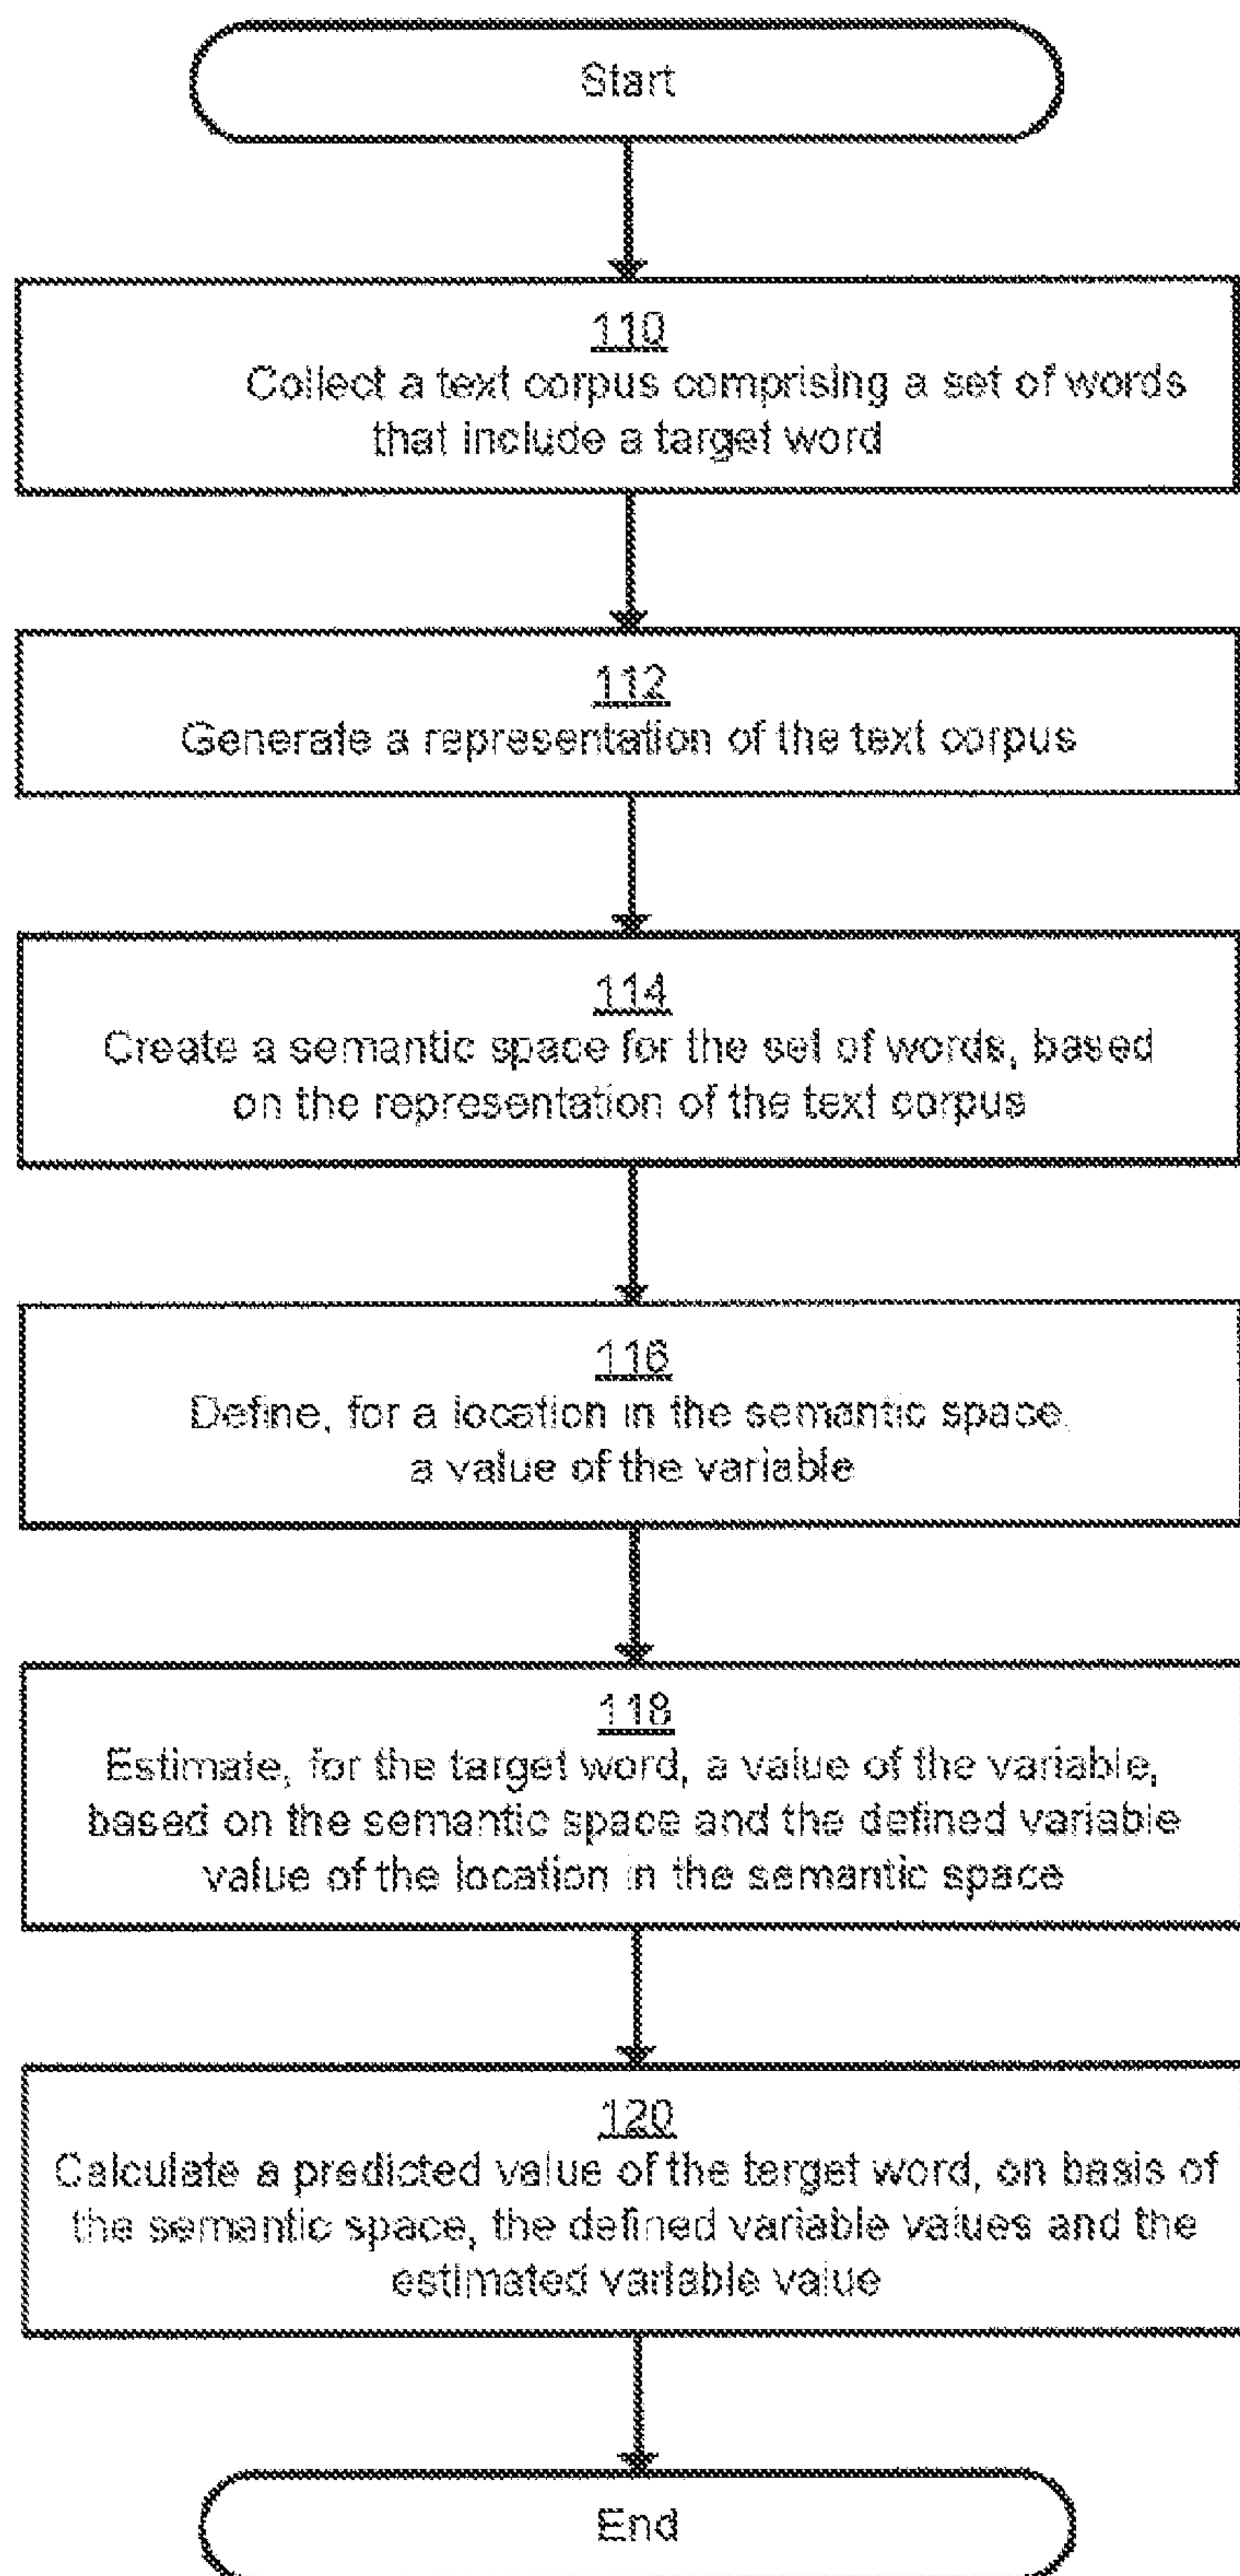 Start
110
Collect a text corpus comprising a set of words
that include a target word
112
Generate a representation of the text corpus
114
Create a semantic space for the set of words, based
on the representation of the text corpus
116
Define, for a location in the semantic space,
a value of the variable
118
Estimate, for the target word, a value of the variable,
based on the semantic space and the defined variable
value of the location in the semantic space
120
Calculate a predicted value of the terget word, on basis of
the semantic space, the defined variable values and the
estimated variable value
End